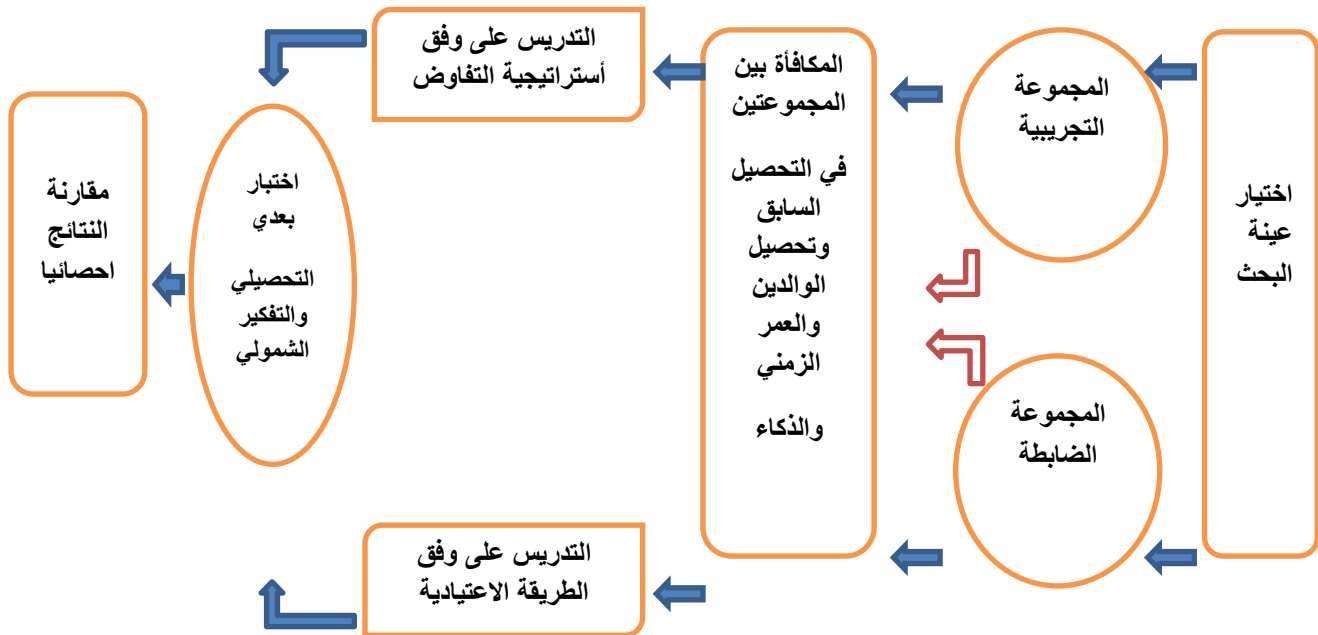 اختيار
عينة
البحث
المجموعة
التجريبية
المجموعة
الضابطة
المكافأة بين
المجموعتين
في التحصيل
السابق
وتحصيل
الوالدين
والعمر
الزمني
والذكاء
التدريس على وفق
أستراتيجية التفاوض
التدريس على وفق
الطريقة الاعتيادية
اختبار
بعدي
التحصيلي
والتفكير
الشمولي
مقارنة
النتائج
احصائيا